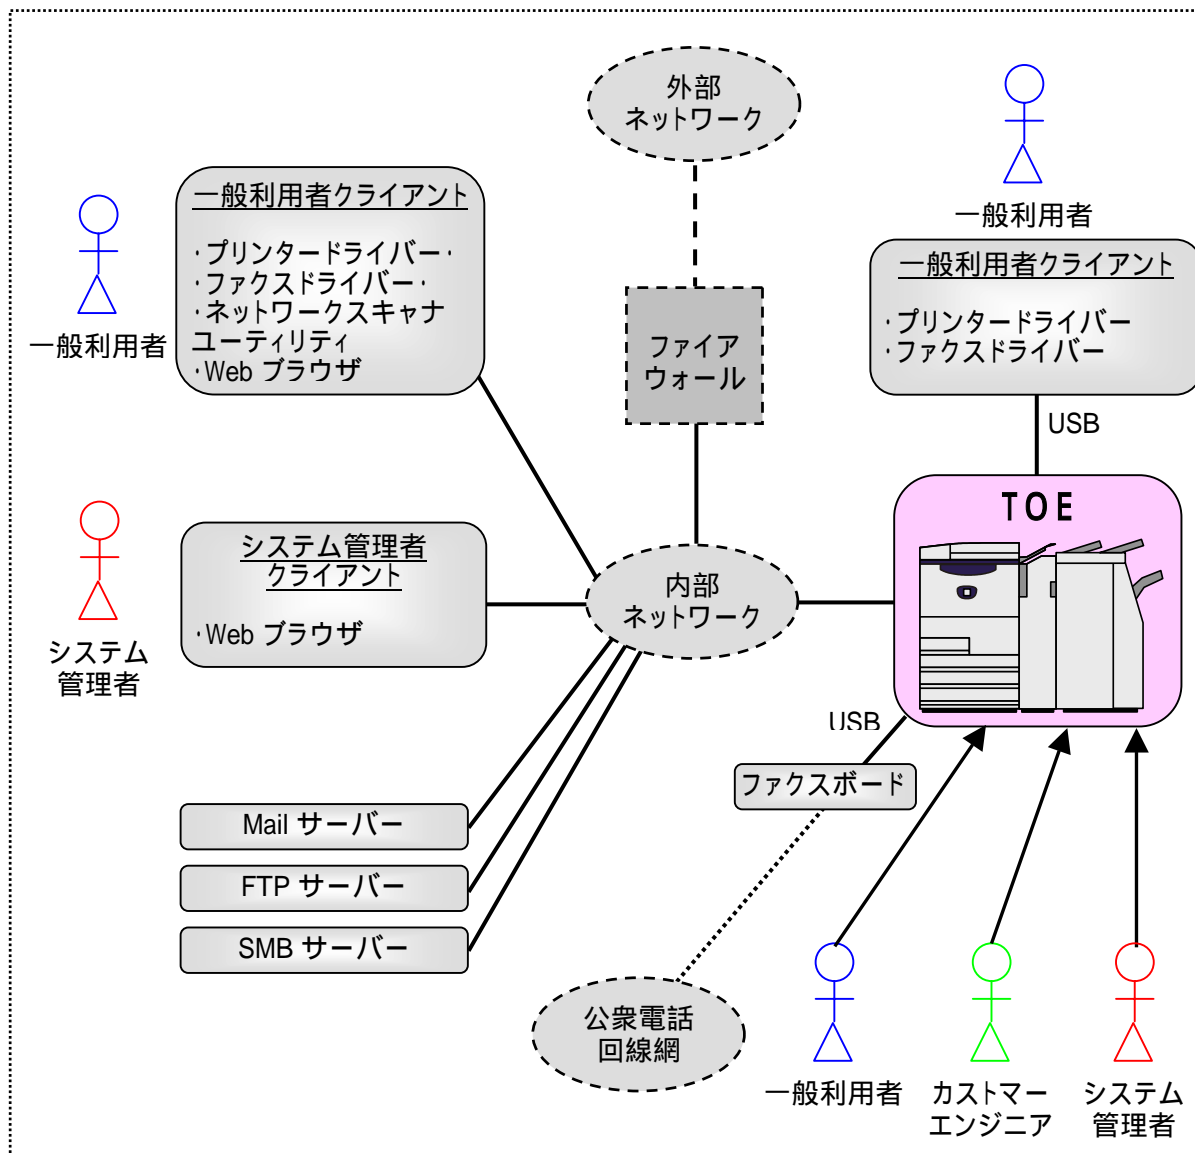 外部
ネットワーク
一般利用者
一般利用者クライアント
・プリンタードライバー・
・ファクスドライバー・
・ネットワークスキャナ
ユーティリティ
・Web ブラウザ
一般利用者
一般利用者クライアント
・プリンタードライバー
・ファクスドライバー
ファイア
ウォール
USB
TOE
システム管理者
クライアント
・Web ブラウザ
システム
管理者
内部
ネットワーク
USB
ファクスボード
Mail サーバー
FTP サーバー
SMB サーバー
公衆電話
回線網
一般利用者
カストマー
エンジニア
システム
管理者